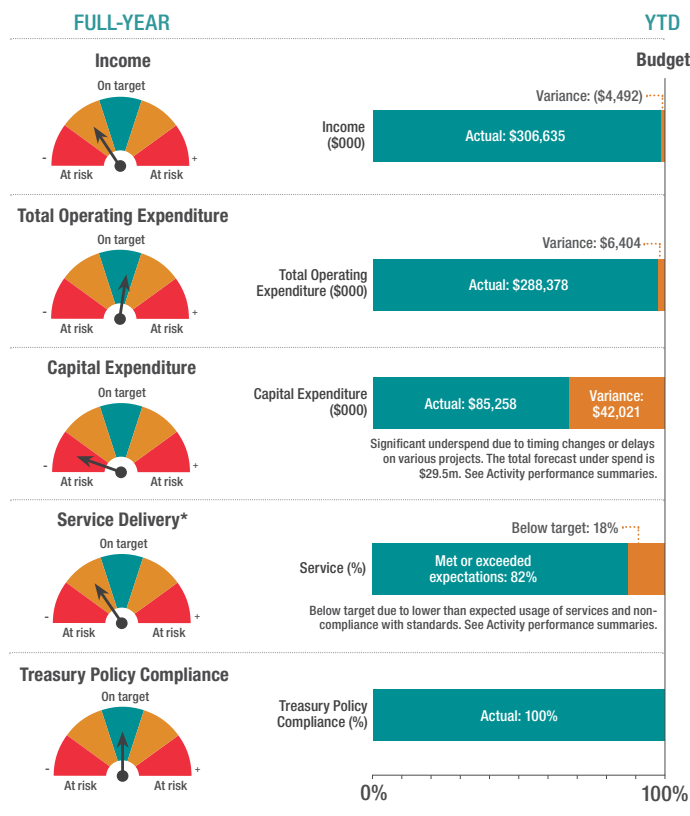 FULL-YEAR
YTD
Income
Budget
On target
-
+
At risk
At risk
Variance: ($4,492)
Income
($000)
Actual: $306,635
Total Operating Expenditure
On target
-
+
At risk
At risk
Variance: $6,404
Total Operating
Expenditure ($000)
Actual: $288,378
Capital Expenditure
On target
-
+
At risk
At risk
Capital Expenditure
($000)
Actual: $85,258
Variance:
$42,021
Significant underspend due to timing changes or delays
on various projects. The total forecast under spend is
$29.5m. See Activity performance summaries.
Service Delivery*
On target
-
+
At risk
At risk
Below target: 18%
Service (%)
Met or exceeded
expectations: 82%
Below target due to lower than expected usage of services and non-
compliance with standards. See Activity performance summaries.
Treasury Policy Compliance
On target
-
+
At risk
At risk
Treasury Policy
Compliance (%)
Actual: 100%
0%
100%